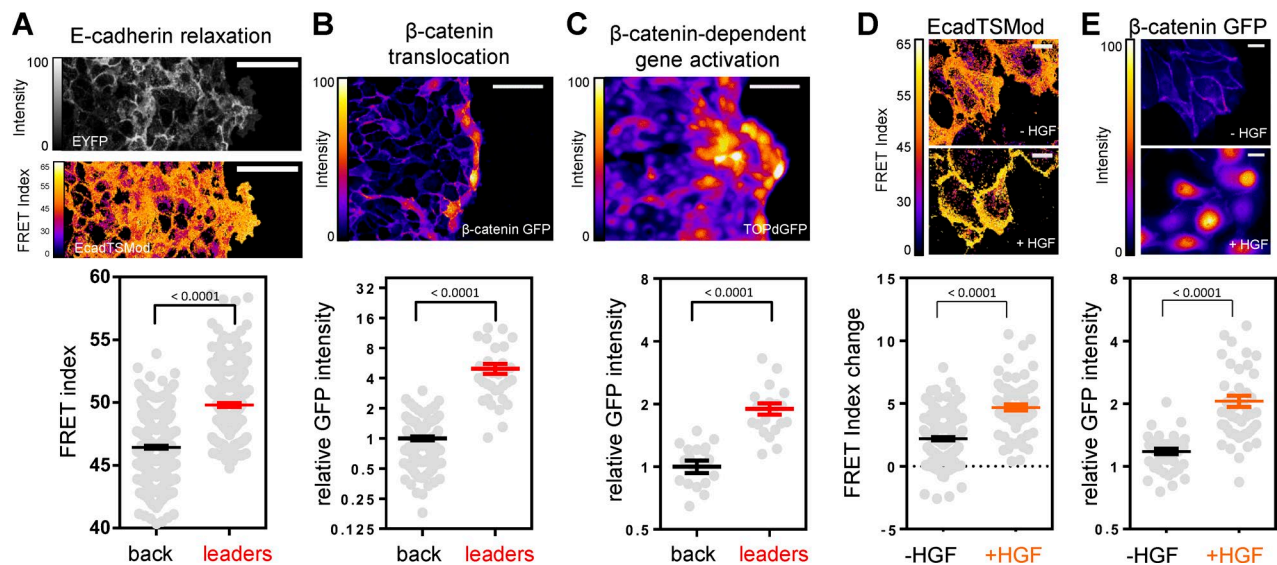 A
E-cadherin relaxation
100
Intensity
0
EYFP
65
60
45
30
0
FRET Index
EcadTSMod
60
55
50
45
40
FRET index
< 0.0001
back
leaders
B
β-catenin
translocation
100
Intensity
0
β-catenin GFP
32
16
8
4
2
1
0.5
0.25
0.125
relative GFP intensity
< 0.0001
back
leaders
C
β-catenin-dependent
gene activation
100
Intensity
0
TOPdGFP
8
4
2
1
0.5
relative GFP intensity
< 0.0001
back
leaders
D
EcadTSMod
65
60
55
45
30
0
FRET Index
- HGF
+ HGF
15
10
5
0
-5
FRET Index change
< 0.0001
-HGF
+HGF
E
β-catenin GFP
100
Intensity
0
- HGF
+ HGF
8
4
2
1
0.5
relative GFP intensity
< 0.0001
-HGF
+HGF